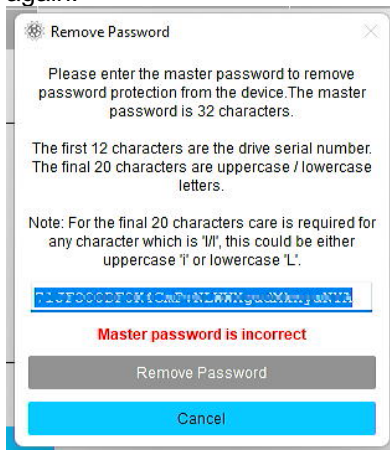 again.
Remove Password
Please enter the master password to remove
password protection from the device.The master
password is 32 characters.
The first 12 characters are the drive serial number.
The final 20 characters are uppercase / lowercase
letters.
Note: For the final 20 characters care is required for
any character which is 'I/l', this could be either
uppercase 'i' or lowercase 'L'.
Master password is incorrect
Remove Password
Cancel